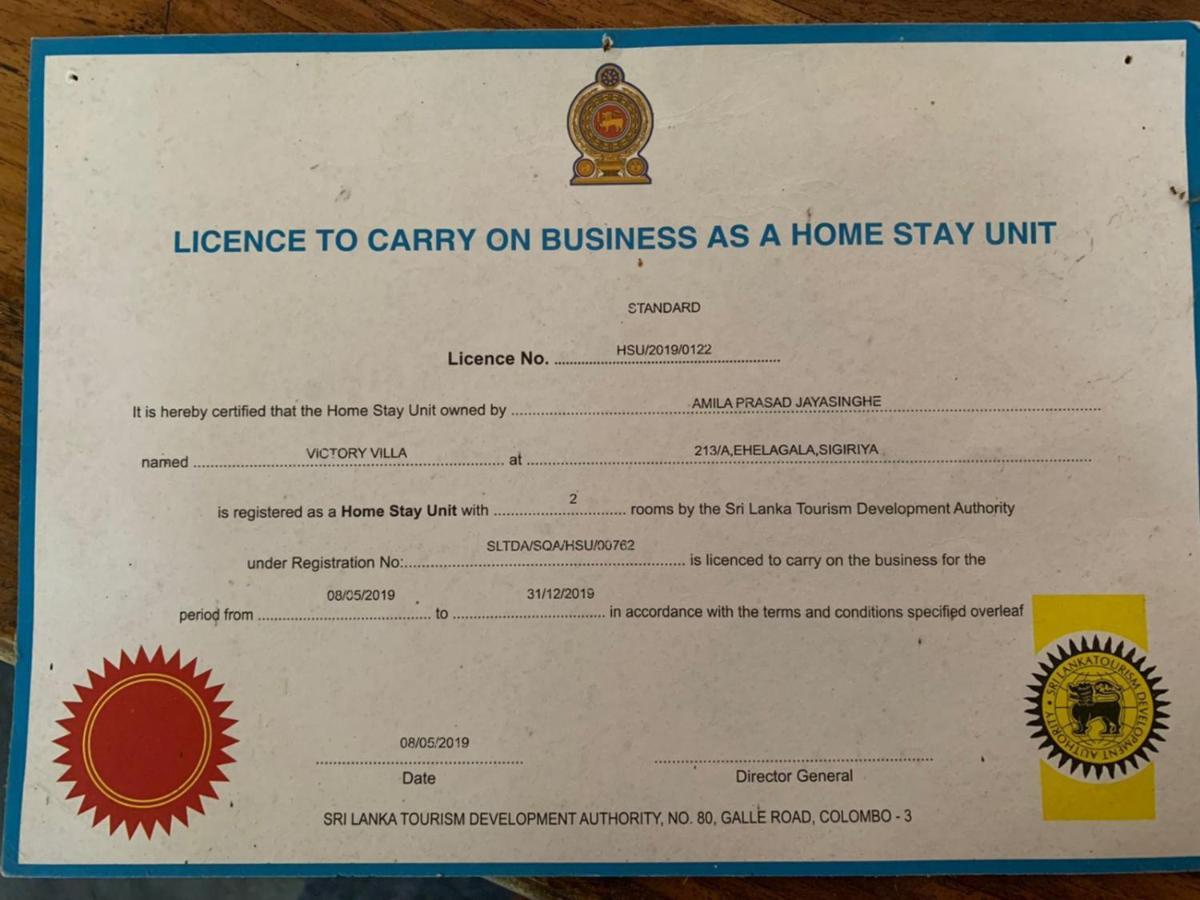 LICENCE TO CARRY ON BUSINESS AS A HOME STAY UNIT
STANDARD
Licence No. HSU/2019/0122
It is hereby certified that the Home Stay Unit owned by AMILA PRASAD JAYASINGHE
named VICTORY VILLA at 213/A,EHELAGALA,SIGIRIYA
is registered as a Home Stay Unit with 2 rooms by the Sri Lanka Tourism Development Authority
under Registration No: SLTDA/SQA/HSU/00762 is licenced to carry on the business for the
period from 08/05/2019 to 31/12/2019 in accordance with the terms and conditions specified overleaf
SRI LANKA TOURISM DEVELOPMENT AUTHORITY
08/05/2019
Date Director General
SRI LANKA TOURISM DEVELOPMENT AUTHORITY, NO. 80, GALLE ROAD, COLOMBO - 3